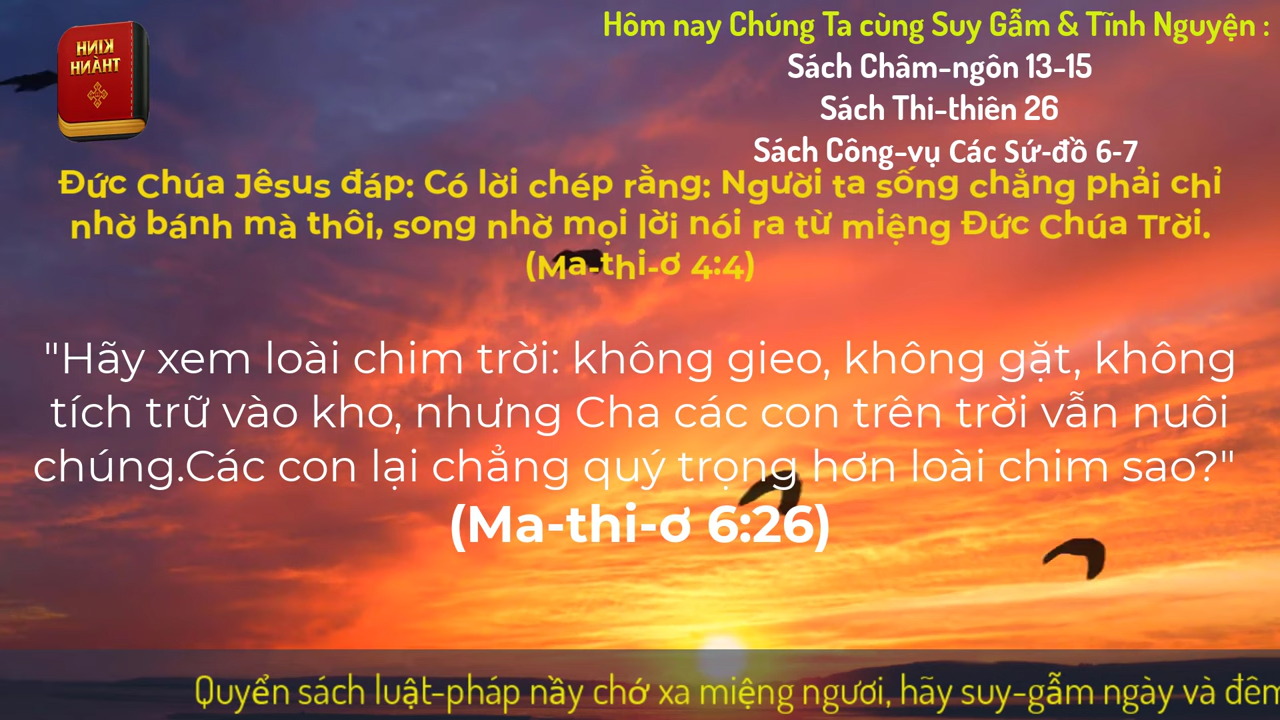 KINH
THÁNH
Hôm nay Chúng Ta cùng Suy Gẫm & Tĩnh Nguyện :
Sách Châm-ngôn 13-15
Sách Thi-thiên 26
Sách Công-vụ Các Sứ-đồ 6-7
Đức Chúa Jêsus đáp: Có lời chép rằng: Người ta sống chẳng phải chỉ
nhờ bánh mà thôi, song nhờ mọi lời nói ra từ miệng Đức Chúa Trời.
(Ma-thi-ơ 4:4)
"Hãy xem loài chim trời: không gieo, không gặt, không
tích trữ vào kho, nhưng Cha các con trên trời vẫn nuôi
chúng.Các con lại chẳng quý trọng hơn loài chim sao?"
(Ma-thi-ơ 6:26)
Quyển sách luật-pháp nầy chớ xa miệng ngươi, hãy suy-gẫm ngày và đêm